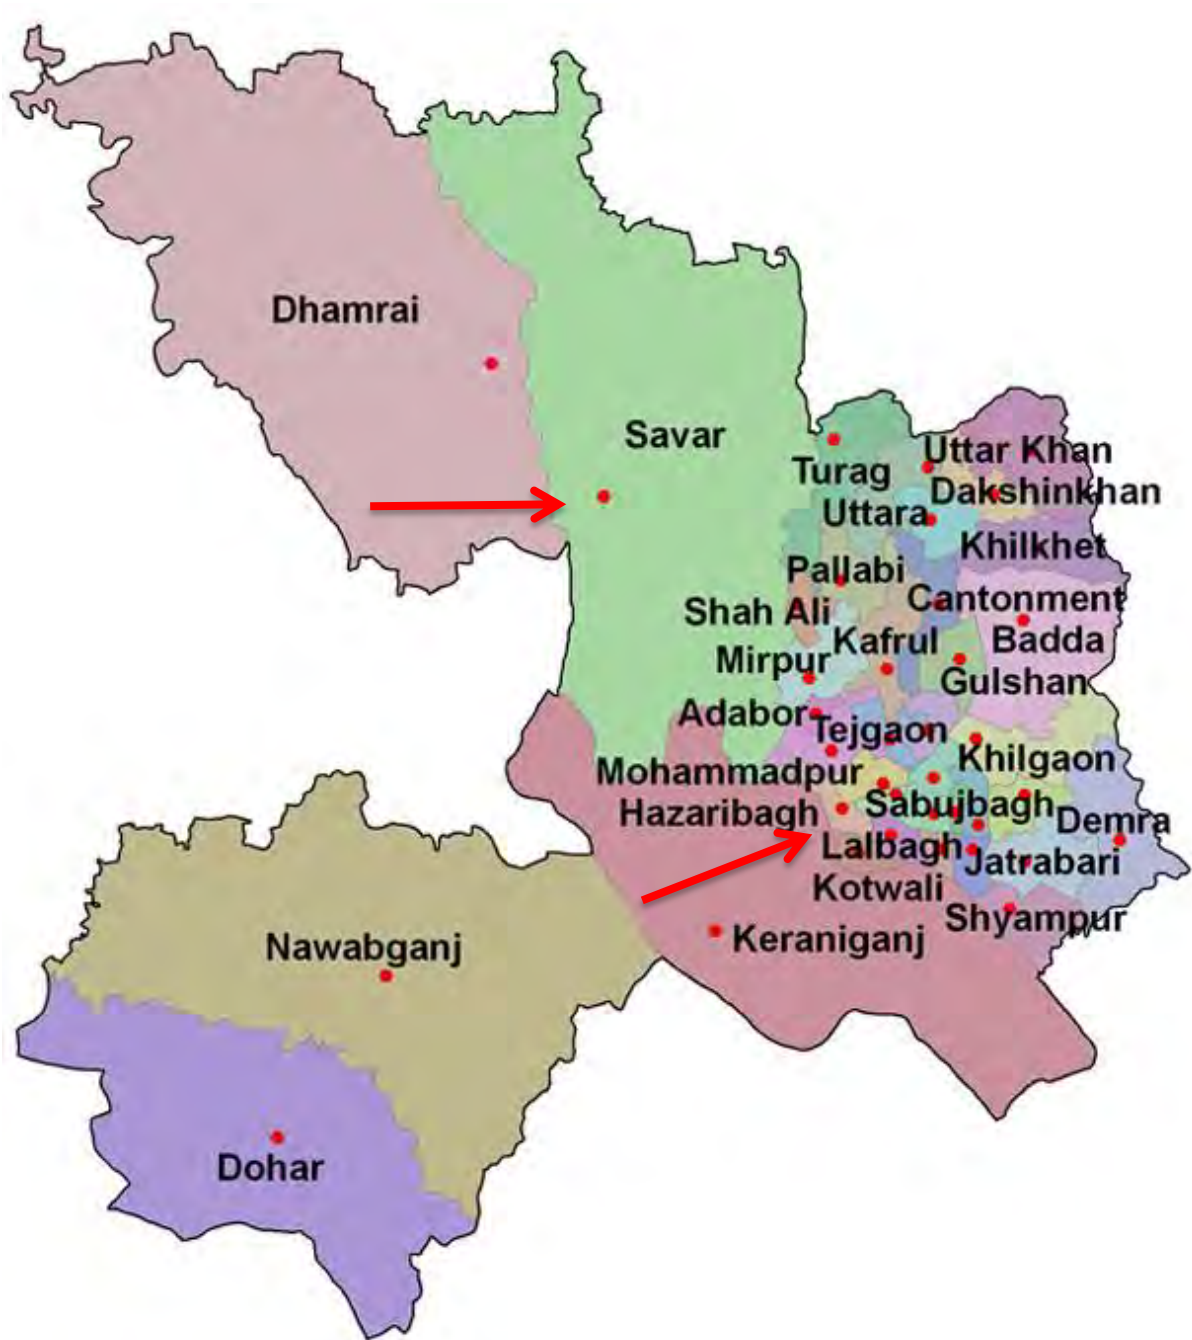 Dhamrai
Savar
Uttar Khan
Turag
Dakshinkhan
Uttara
Khilkhet
Pallabi
Cantonment
Shah Ali
Kafrul
Badda
Mirpur
Gulshan
Adabor
Tejgaon
Khilgaon
Mohammadpur
Sabujbagh
Hazaribagh
Demra
Lalbagh
Jatrabari
Kotwali
Shyampur
Keraniganj
Nawabganj
Dohar